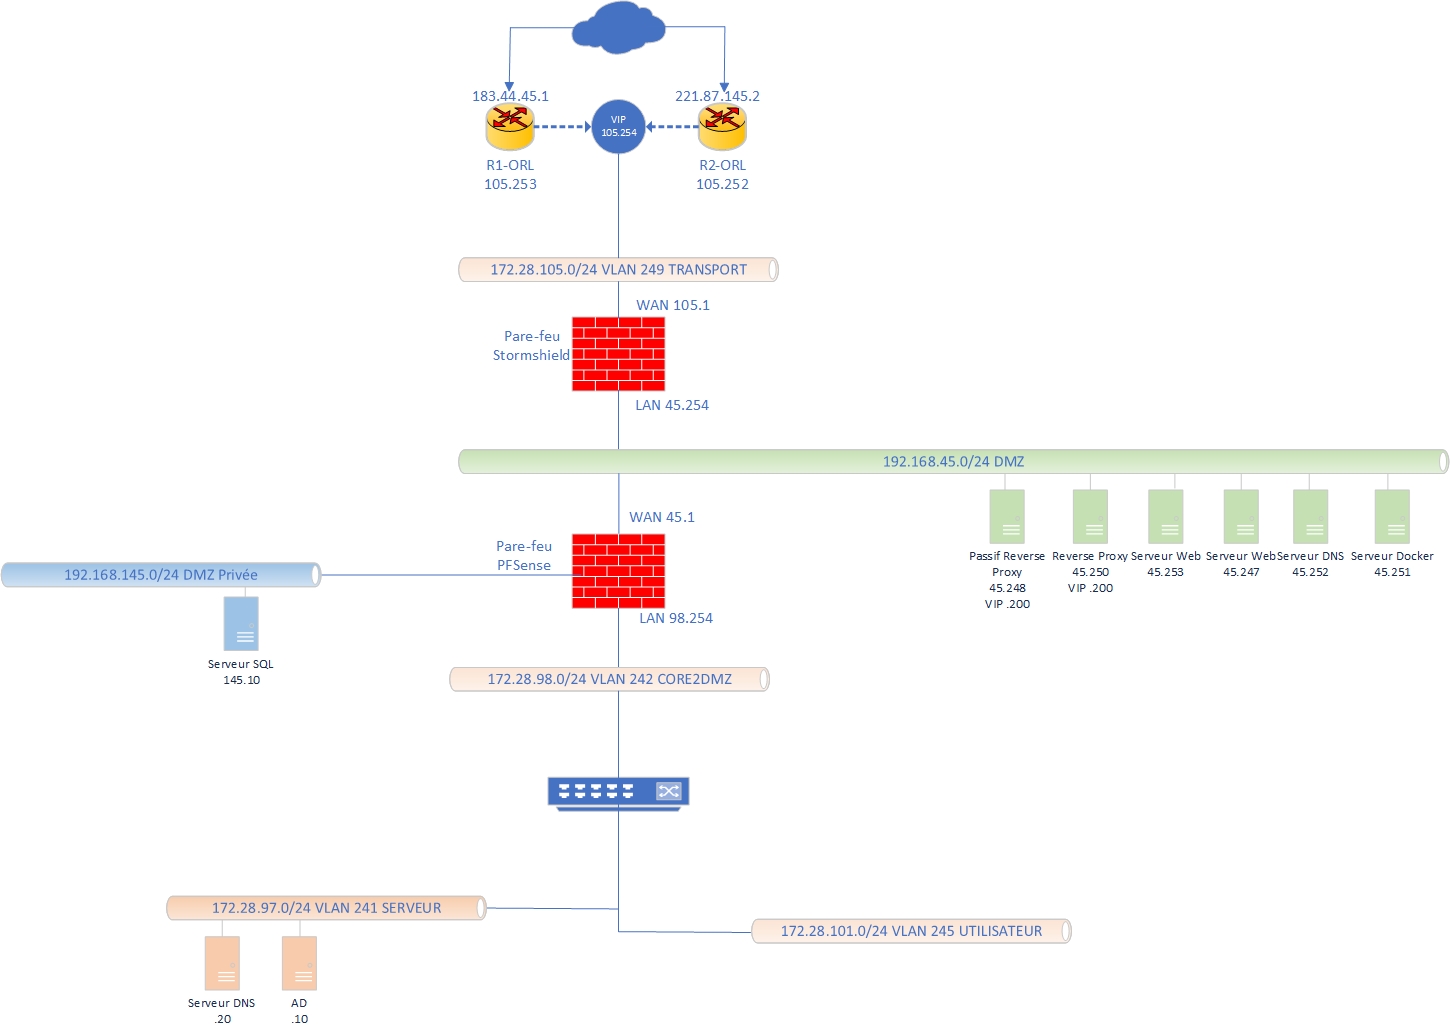 183.44.45.1
221.87.145.2
VIP
105.254
R1-ORL
105.253
R2-ORL
105.252
172.28.105.0/24 VLAN 249 TRANSPORT
WAN 105.1
Pare-feu
Stormshield
LAN 45.254
192.168.45.0/24 DMZ
WAN 45.1
Pare-feu
PFSense
Passif Reverse
Proxy
45.248
VIP .200
Reverse Proxy
45.250
VIP .200
Serveur Web
45.253
Serveur Web
45.247
Serveur DNS
45.252
Serveur Docker
45.251
192.168.145.0/24 DMZ Privée
LAN 98.254
Serveur SQL
145.10
172.28.98.0/24 VLAN 242 CORE2DMZ
172.28.97.0/24 VLAN 241 SERVEUR
172.28.101.0/24 VLAN 245 UTILISATEUR
Serveur DNS
.20
AD
.10